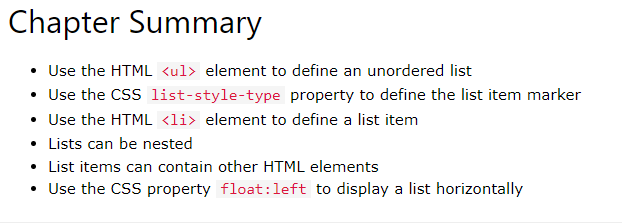 Chapter Summary
• Use the HTML <ul> element to define an unordered list
• Use the CSS list-style-type property to define the list item marker
• Use the HTML <li> element to define a list item
• Lists can be nested
• List items can contain other HTML elements
• Use the CSS property float:left to display a list horizontally